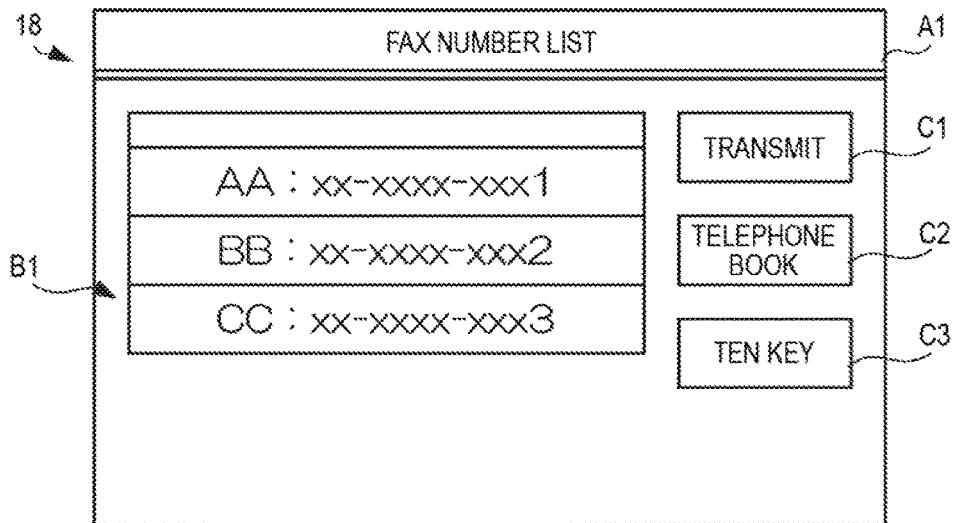 18
FAX NUMBER LIST
A1
TRANSMIT
C1
AA : xx-xxxx-xxx1
TELEPHONE
BOOK
C2
BB : xx-xxxx-xxx2
B1
CC : xx-xxxx-xxx3
TEN KEY
C3